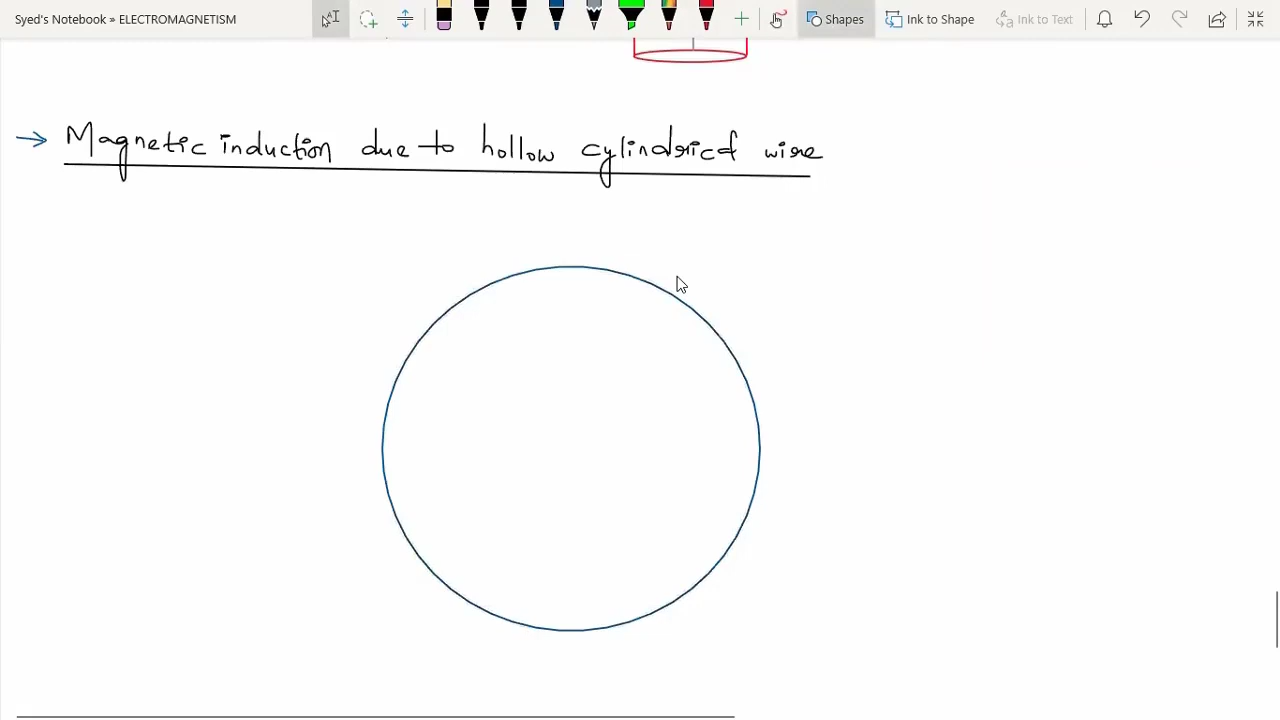 Syed's Notebook » ELECTROMAGNETISM
Shapes
Ink to Shape
Ink to Text
→ Magnetic induction due to hollow cylindrical wire